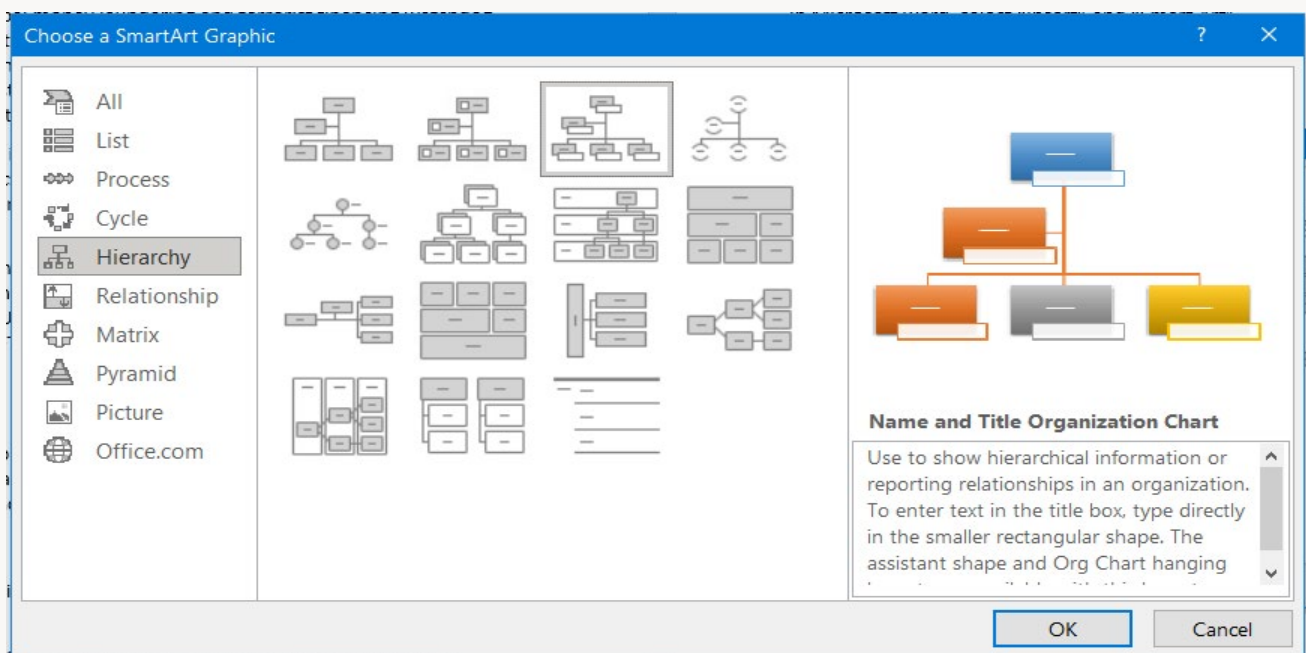 Choose a SmartArt Graphic
?
All
List
Process
Cycle
Hierarchy
Relationship
Matrix
Pyramid
Picture
Office.com
Name and Title Organization Chart
Use to show hierarchical information or
reporting relationships in an organization.
To enter text in the title box, type directly
in the smaller rectangular shape. The
assistant shape and Org Chart hanging
OK
Cancel